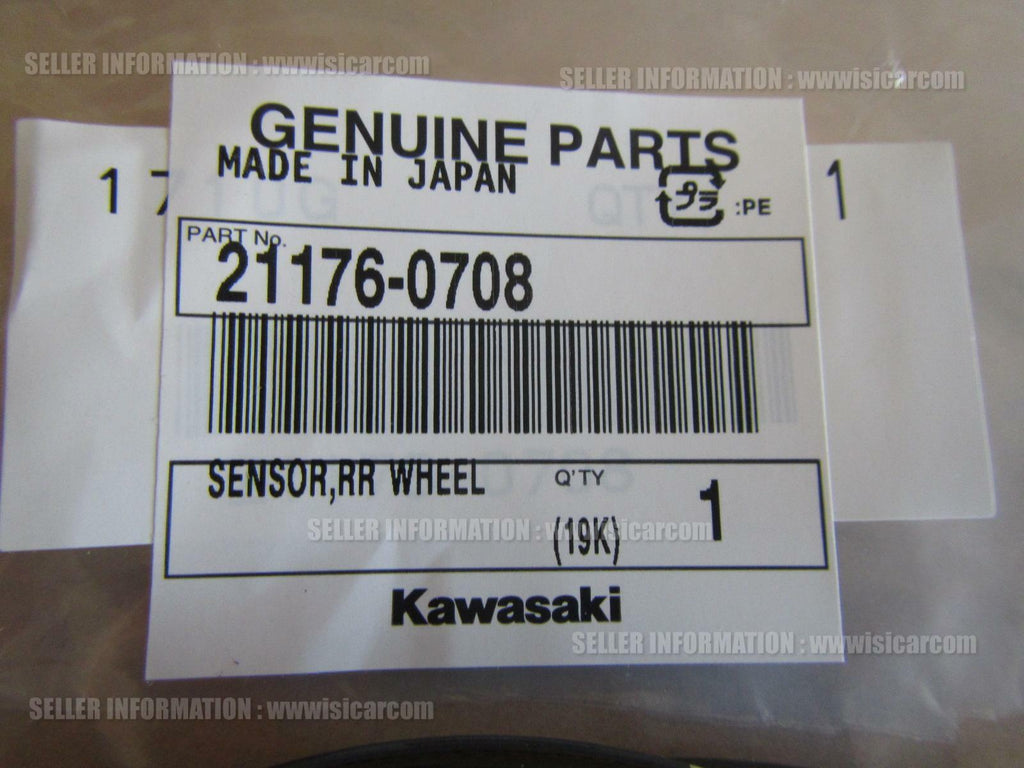 SELLER INFORMATION : wwwisicarcom
SELLER INFORMATION : wwwisicarcom
GENUINE PARTS
MADE IN JAPAN
プラ :PE
1 7
1
PART No.
21176-0708
SENSOR,RR WHEEL
Q'TY
1
(19K)
SELLER INFORMATION : wwwisicarcom
Kawasaki
SELLER INFORMATION : wwwisicarcom
SELLER INFORMATION : wwwisicarcom